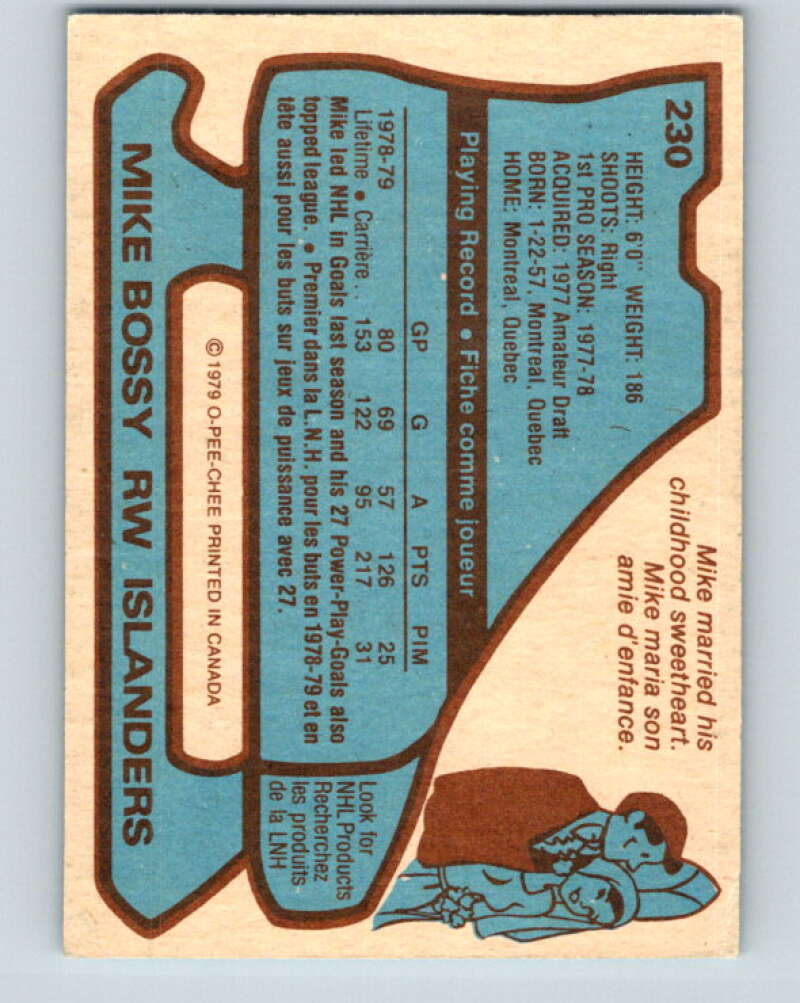 230
HEIGHT: 6'0" WEIGHT: 186
SHOOTS: Right
1st PRO SEASON: 1977-78
ACQUIRED: 1977 Amateur Draft
BORN: 1-22-57, Montreal, Quebec
HOME: Montreal, Quebec
Mike married his
childhood sweetheart.
Mike maria son
amie d'enfance.
Playing Record • Fiche comme joueur
GP G A PTS PIM
1978-79 80 69 57 126 25
Lifetime • Carrière . . 153 122 95 217 31
Mike led NHL in Goals last season and his 27 Power-Play-Goals also
topped league. • Premier dans la L.N.H. pour les buts en 1978-79 et en
tête aussi pour les buts sur jeux de puissance avec 27.
Look for
NHL Products
Recherchez
les produits
de la LNH
© 1979 O-PEE-CHEE PRINTED IN CANADA
MIKE BOSSY RW ISLANDERS